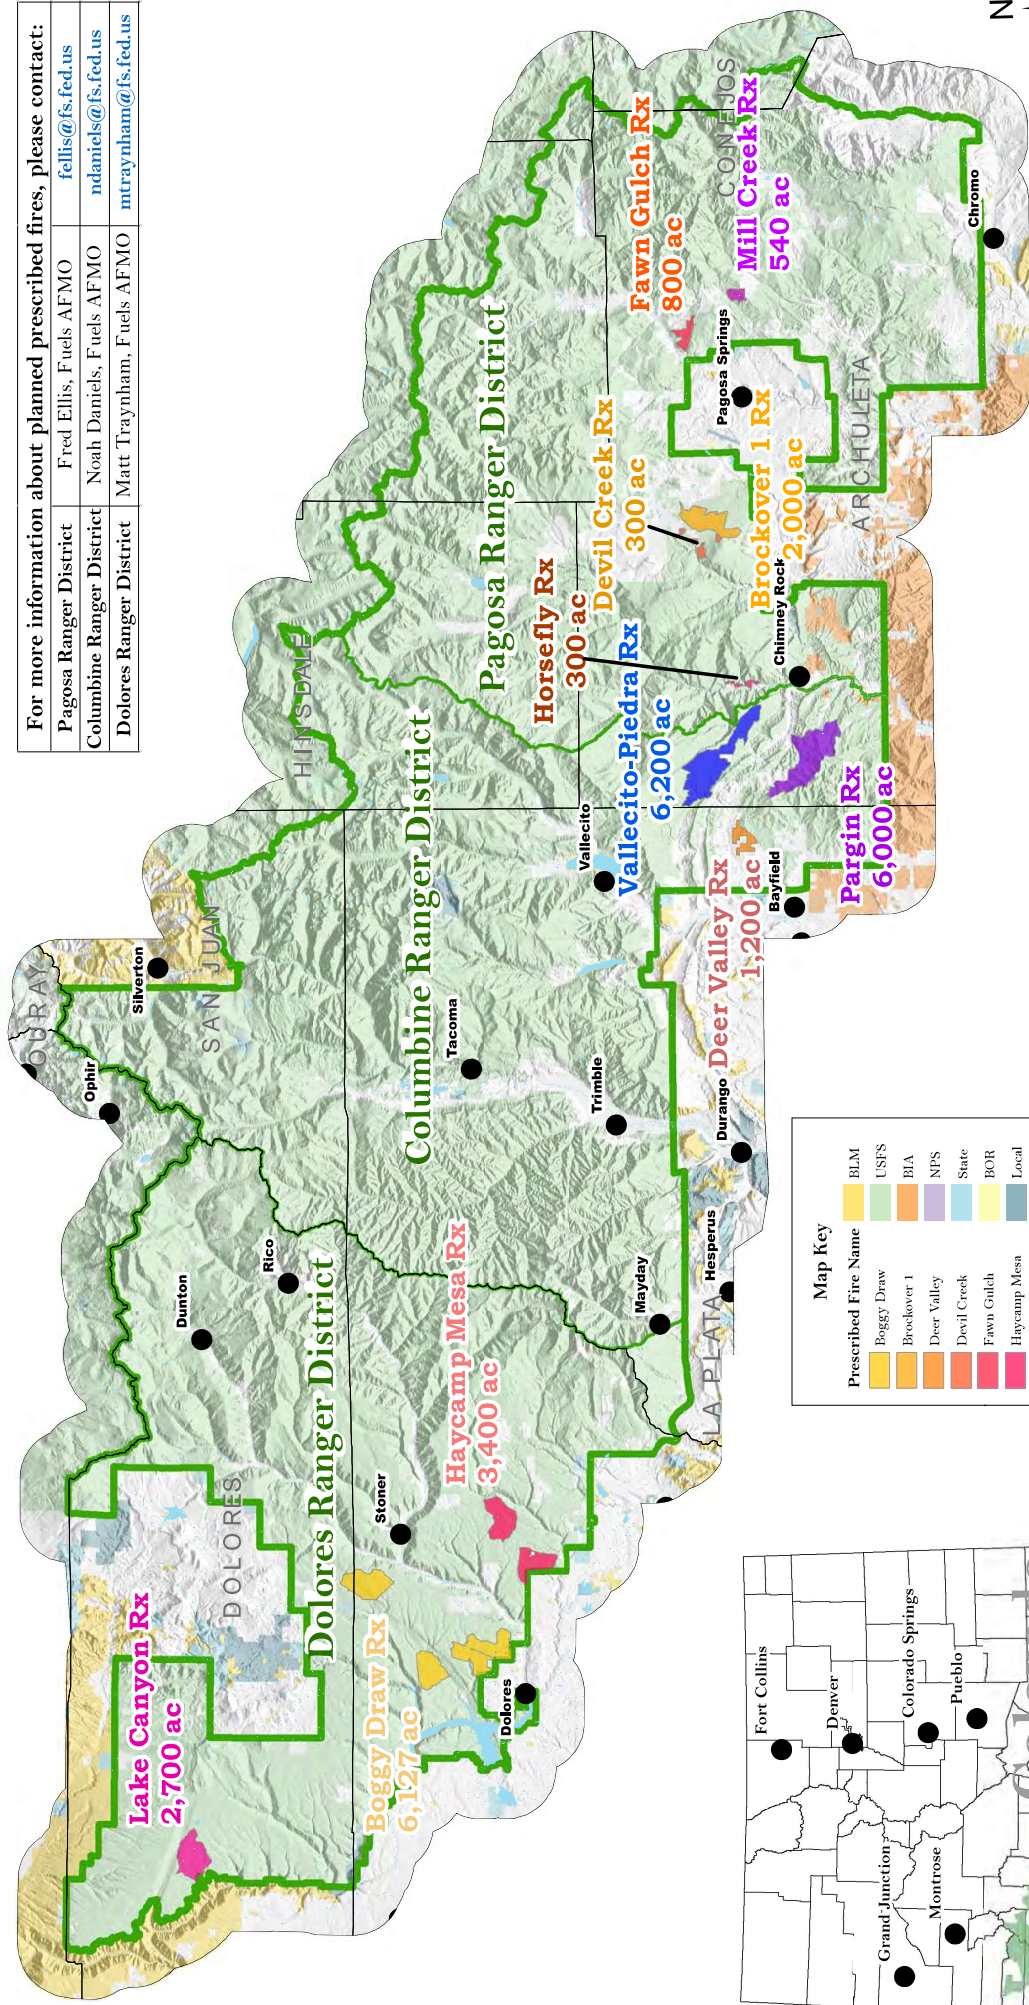 For more information about planned prescribed fires, please contact:
Pagosa Ranger District Fred Ellis, Fuels AFMO fellis@fs.fed.us
Columbine Ranger District Noah Daniels, Fuels AFMO ndaniels@fs.fed.us
Dolores Ranger District Matt Traynham, Fuels AFMO mtraynham@fs.fed.us
Lake Canyon Rx
2,700 ac
DOLORES
Dolores Ranger District
Boggy Draw Rx
6,127 ac
Dolores
Stoner
Haycamp Mesa Rx
3,400 ac
Dunton
Rico
Ophir
OURAY
Silverton
SAN JUAN
HINSDALE
Columbine Ranger District
Tacoma
Trimble
Mayday
Hesperus
LA PLATA
Durango
Deer Valley Rx
1,200 ac
Bayfield
Vallecito
Vallecito-Piedra Rx
6,200 ac
Pargin Rx
6,000 ac
Pagosa Ranger District
Horsefly Rx
300 ac
Devil Creek Rx
300 ac
Brockover 1 Rx
2,000 ac
Chimney Rock
Pagosa Springs
Fawn Gulch Rx
800 ac
Mill Creek Rx
540 ac
CONEJOS
ARCHULETA
Chromo
N
Map Key
Prescribed Fire Name
Boggy Draw
Brockover 1
Deer Valley
Devil Creek
Fawn Gulch
Haycamp Mesa
BLM
USFS
BIA
NPS
State
BOR
Local
Fort Collins
Denver
Colorado Springs
Pueblo
Grand Junction
Montrose